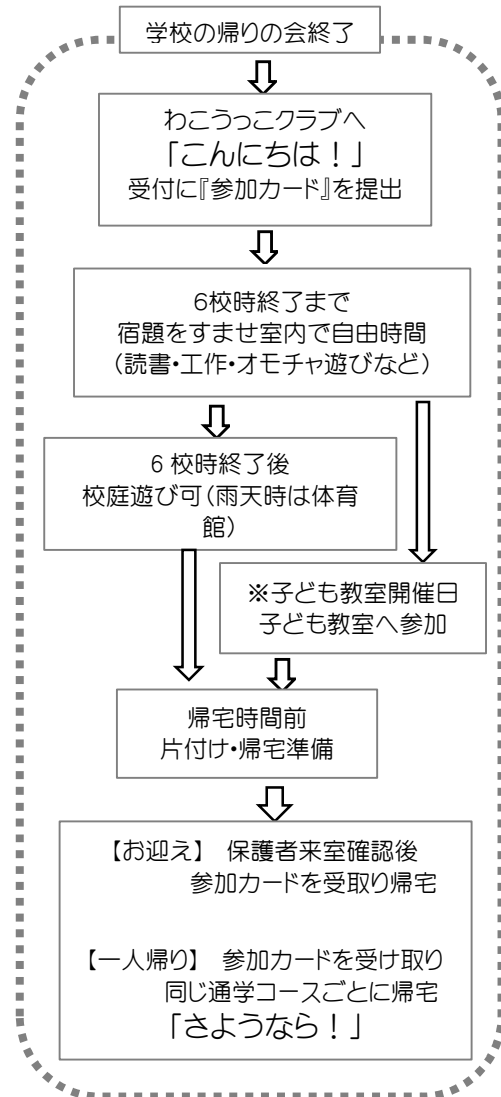 学校の帰りの会終了
わこうっこクラブへ
「こんにちは！」
受付に『参加カード』を提出
6校時終了まで
宿題をすませ室内で自由時間
（読書・工作・オモチャ遊びなど）
6校時終了後
校庭遊び可（雨天時は体育
館）
※子ども教室開催日
子ども教室へ参加
帰宅時間前
片付け・帰宅準備
【お迎え】 保護者来室確認後
参加カードを受取り帰宅
【一人帰り】 参加カードを受け取り
同じ通学コースごとに帰宅
「さようなら！」